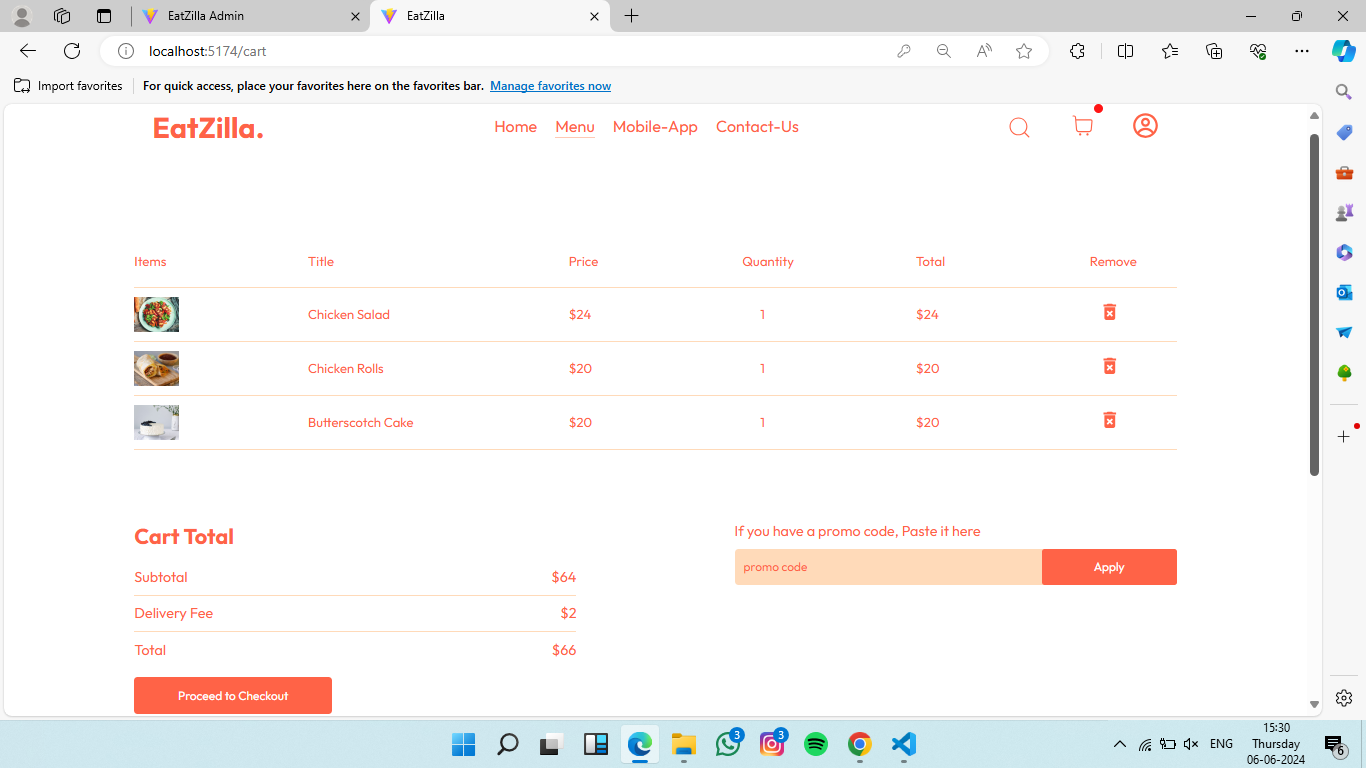 EatZilla Admin
EatZilla
localhost:5174/cart
Import favorites
For quick access, place your favorites here on the favorites bar. Manage favorites now
EatZilla.
Home Menu Mobile-App Contact-Us
Items Title Price Quantity Total Remove
Chicken Salad $24 1 $24
Chicken Rolls $20 1 $20
Butterscotch Cake $20 1 $20
Cart Total
Subtotal $64
Delivery Fee $2
Total $66
Proceed to Checkout
If you have a promo code, Paste it here
promo code Apply
3
3
ENG
15:30
Thursday
06-06-2024
6